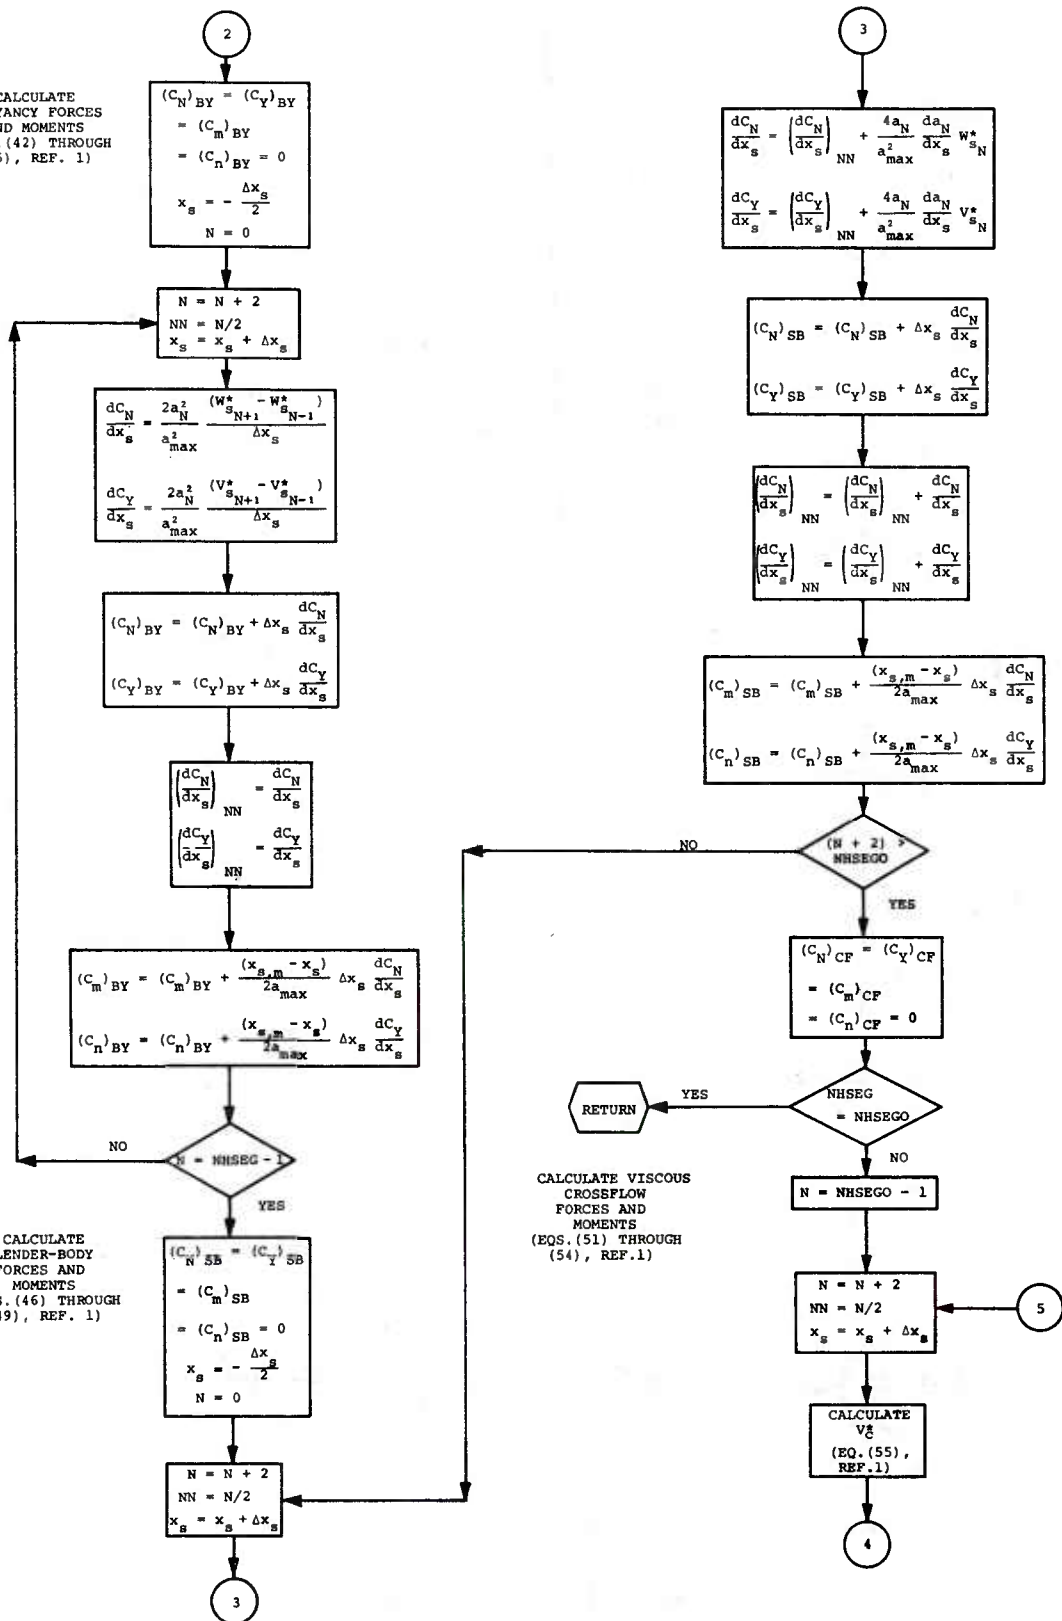 2
CALCULATE
YANCY FORCES
ND MOMENTS
.(42) THROUGH
5), REF. 1)
(C_N)_BY = (C_Y)_BY
= (C_m)_BY
= (C_n)_BY = 0
x_s = - Δx_s/2
N = 0
N = N + 2
NN = N/2
x_s = x_s + Δx_s
dC_N/dx_s = 2a_N^2/a_max^2 (W*_s_N+1 - W*_s_N-1)/Δx_s
dC_Y/dx_s = 2a_N^2/a_max^2 (V*_s_N+1 - V*_s_N-1)/Δx_s
(C_N)_BY = (C_N)_BY + Δx_s dC_N/dx_s
(C_Y)_BY = (C_Y)_BY + Δx_s dC_Y/dx_s
(dC_N/dx_s)_NN = dC_N/dx_s
(dC_Y/dx_s)_NN = dC_Y/dx_s
(C_m)_BY = (C_m)_BY + (x_s,m - x_s)/2a_max Δx_s dC_N/dx_s
(C_n)_BY = (C_n)_BY + (x_s,m - x_s)/2a_max Δx_s dC_Y/dx_s
NO
N = NHSEG - 1
YES
CALCULATE
LENDER-BODY
FORCES AND
MOMENTS
S.(46) THROUGH
49), REF. 1)
(C_N)_SB = (C_Y)_SB
= (C_m)_SB
= (C_n)_SB = 0
x_s = - Δx_s/2
N = 0
N = N + 2
NN = N/2
x_s = x_s + Δx_s
3
3
dC_N/dx_s = (dC_N/dx_s)_NN + 4a_N/a_max^2 da_N/dx_s W*_s_N
dC_Y/dx_s = (dC_Y/dx_s)_NN + 4a_N/a_max^2 da_N/dx_s V*_s_N
(C_N)_SB = (C_N)_SB + Δx_s dC_N/dx_s
(C_Y)_SB = (C_Y)_SB + Δx_s dC_Y/dx_s
(dC_N/dx_s)_NN = (dC_N/dx_s)_NN + dC_N/dx_s
(dC_Y/dx_s)_NN = (dC_Y/dx_s)_NN + dC_Y/dx_s
(C_m)_SB = (C_m)_SB + (x_s,m - x_s)/2a_max Δx_s dC_N/dx_s
(C_n)_SB = (C_n)_SB + (x_s,m - x_s)/2a_max Δx_s dC_Y/dx_s
NO
(N + 2) >
NHSEGO
YES
(C_N)_CF = (C_Y)_CF
= (C_m)_CF
= (C_n)_CF = 0
RETURN
YES
NHSEG
= NHSEGO
NO
CALCULATE VISCOUS
CROSSFLOW
FORCES AND
MOMENTS
(EQS.(51) THROUGH
(54), REF.1)
N = NHSEGO - 1
N = N + 2
NN = N/2
x_s = x_s + Δx_s
5
CALCULATE
V*_c
(EQ.(55),
REF.1)
4